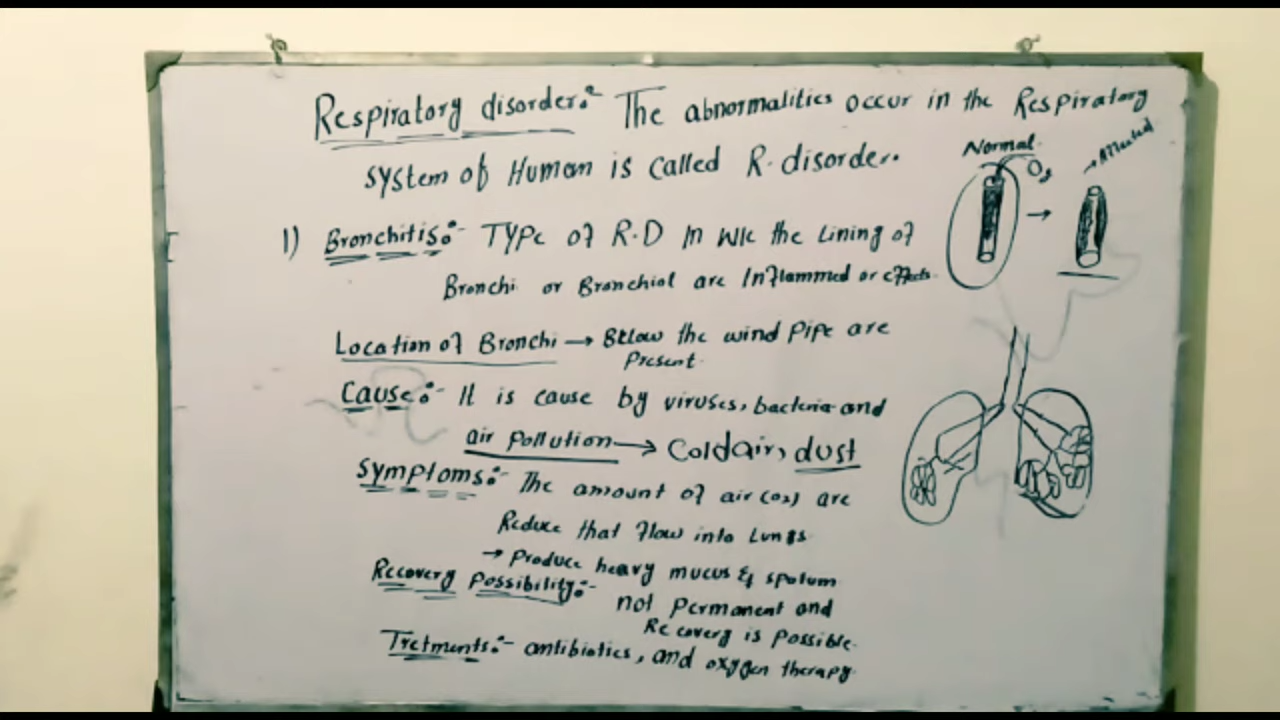 Respiratory disorder:- The abnormalities occur in the Respiratory
system of Human is called R. disorder.
Normal
O2
→ Affected
1) Bronchitis:- TYPe of R.D in wic the Lining of
Bronchi or Bronchiol are Inflammed or effects.
Location of Bronchi → Bellow the wind PiPe are
Present.
Cause:- It is cause by viruses, bacteria and
air Pollution → Cold air, dust
Symptoms:- The amount of air (o2) are
Reduce that flow into Lungs
→ Produce heavy mucus & sputum
Recovery Possibility:- not Permanent and
Recovery is Possible.
Tretments:- antibiotics, and oxygen therapy.